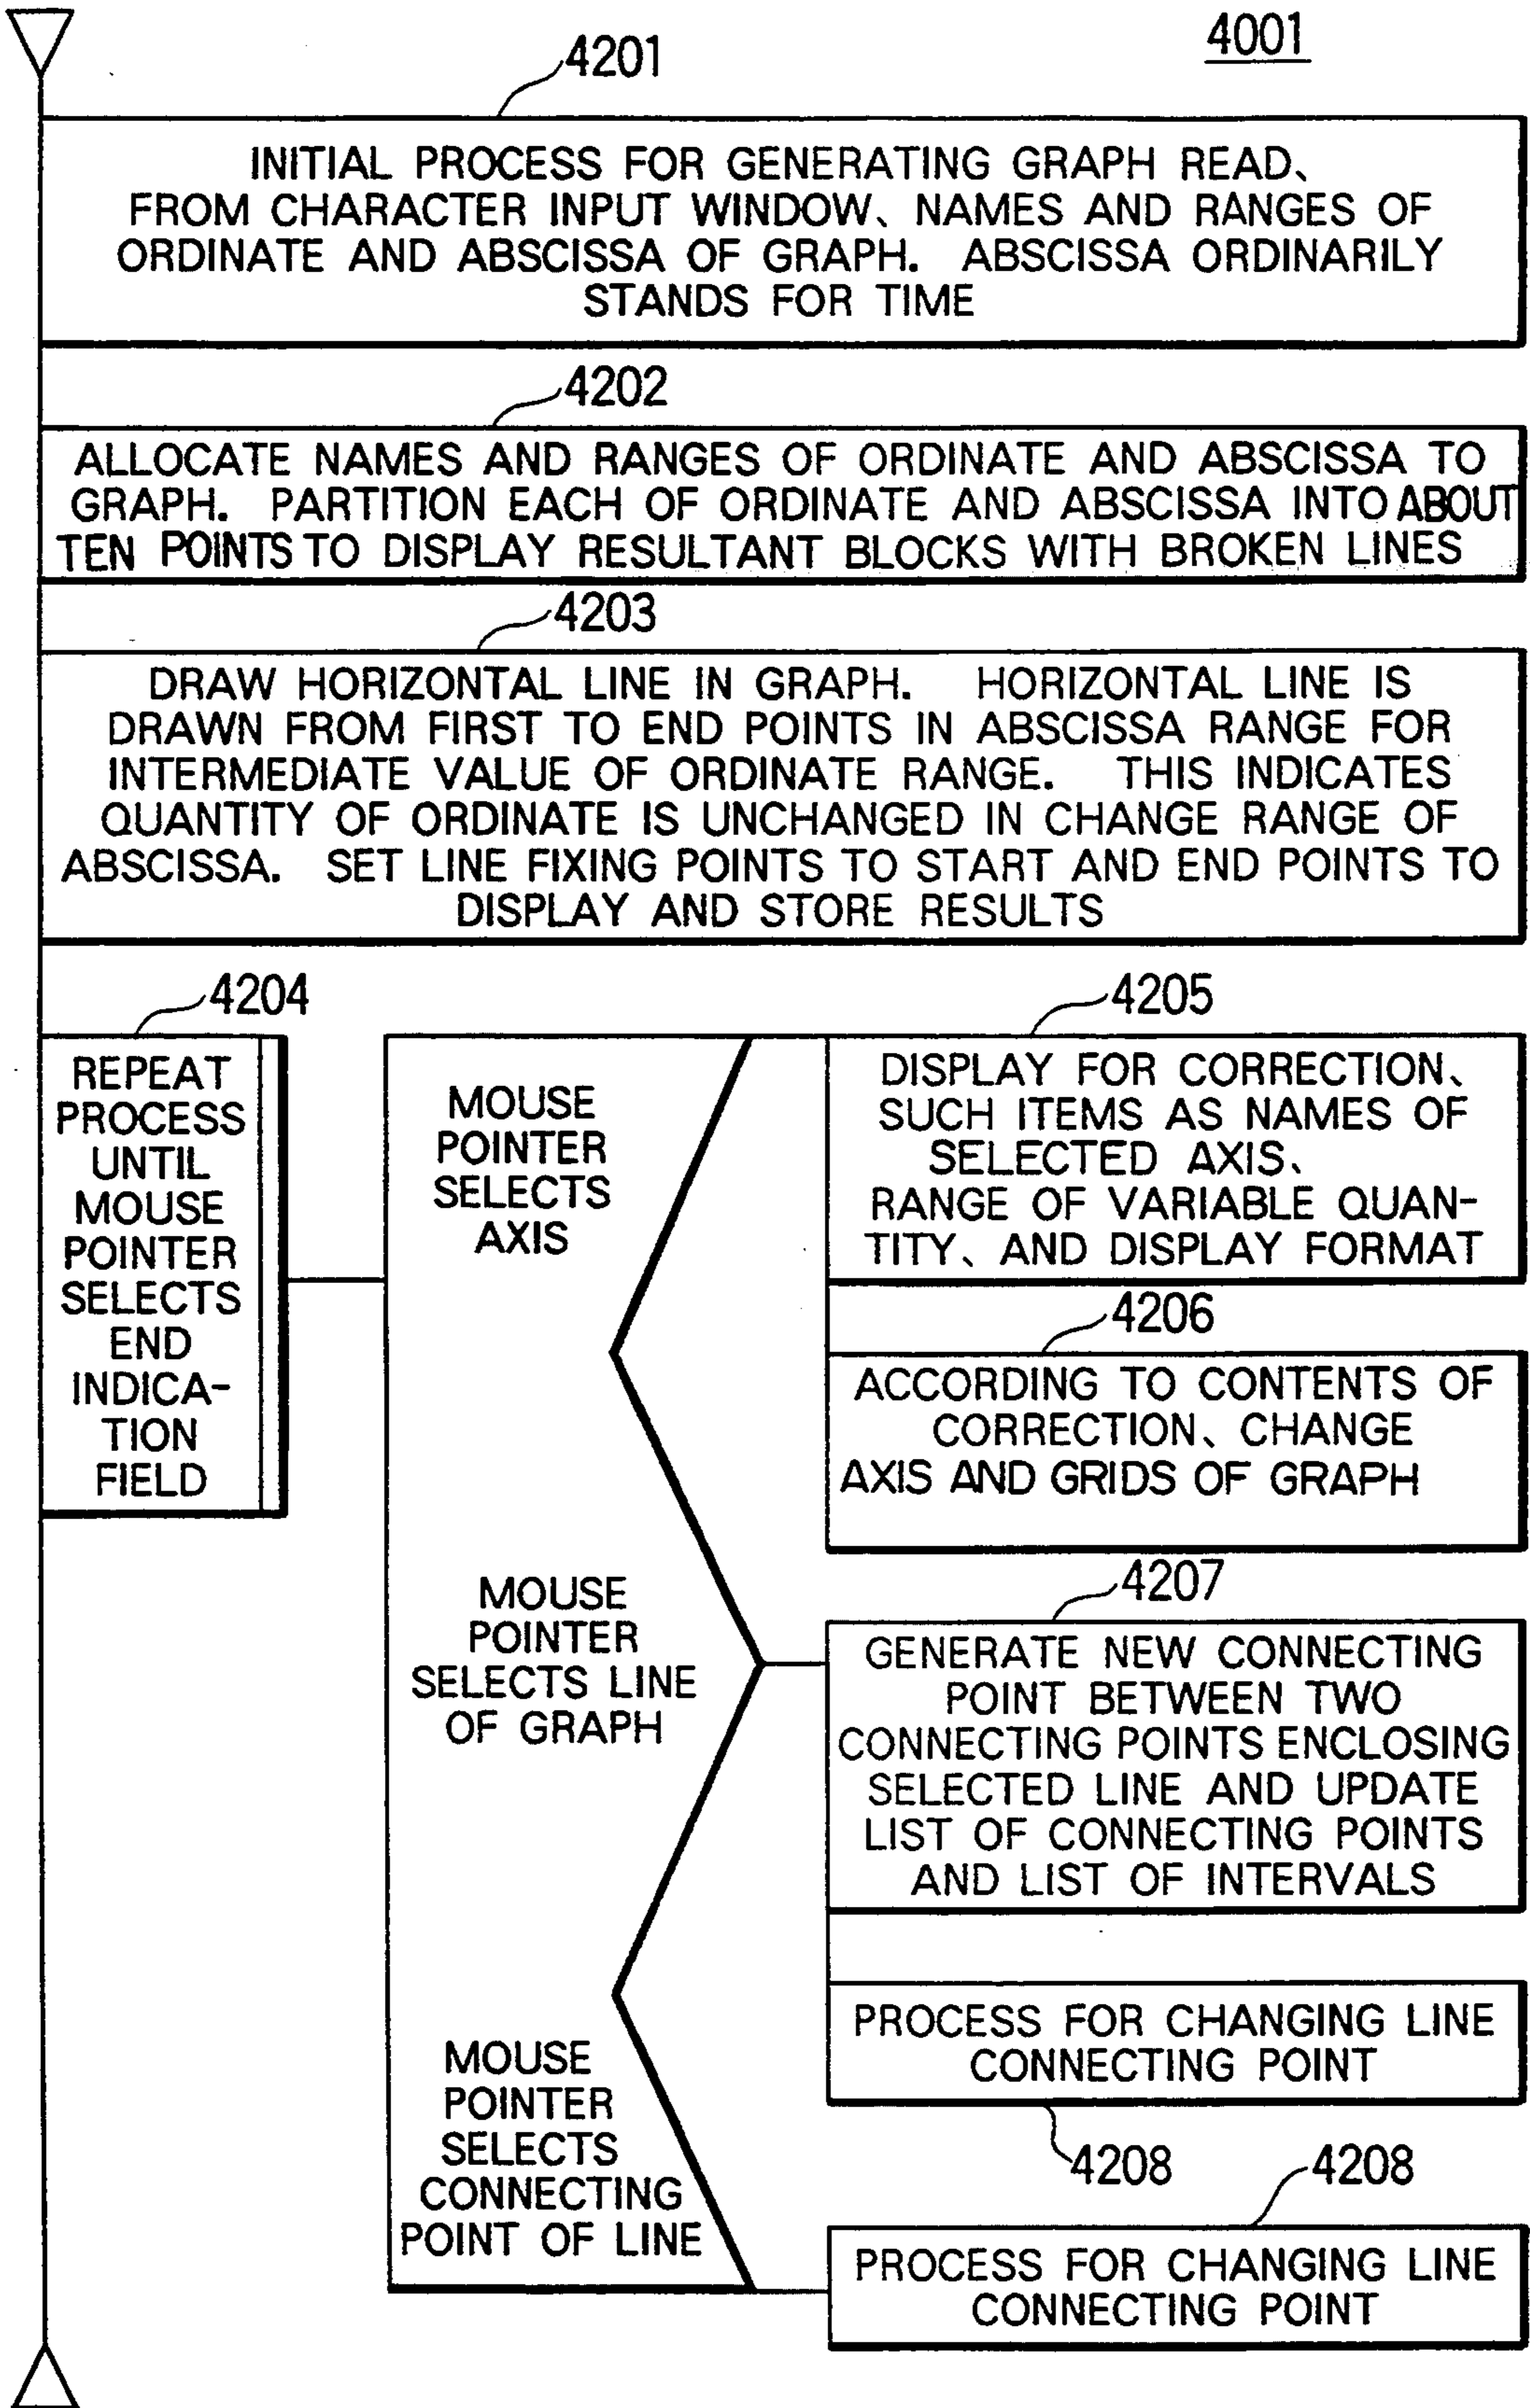 4001
4201
INITIAL PROCESS FOR GENERATING GRAPH READ、
FROM CHARACTER INPUT WINDOW、 NAMES AND RANGES OF
ORDINATE AND ABSCISSA OF GRAPH. ABSCISSA ORDINARILY
STANDS FOR TIME
4202
ALLOCATE NAMES AND RANGES OF ORDINATE AND ABSCISSA TO
GRAPH. PARTITION EACH OF ORDINATE AND ABSCISSA INTO ABOUT
TEN POINTS TO DISPLAY RESULTANT BLOCKS WITH BROKEN LINES
4203
DRAW HORIZONTAL LINE IN GRAPH. HORIZONTAL LINE IS
DRAWN FROM FIRST TO END POINTS IN ABSCISSA RANGE FOR
INTERMEDIATE VALUE OF ORDINATE RANGE. THIS INDICATES
QUANTITY OF ORDINATE IS UNCHANGED IN CHANGE RANGE OF
ABSCISSA. SET LINE FIXING POINTS TO START AND END POINTS TO
DISPLAY AND STORE RESULTS
4204
REPEAT
PROCESS
UNTIL
MOUSE
POINTER
SELECTS
END
INDICA-
TION
FIELD
MOUSE
POINTER
SELECTS
AXIS
4205
DISPLAY FOR CORRECTION、
SUCH ITEMS AS NAMES OF
SELECTED AXIS、
RANGE OF VARIABLE QUAN-
TITY、 AND DISPLAY FORMAT
4206
ACCORDING TO CONTENTS OF
CORRECTION、 CHANGE
AXIS AND GRIDS OF GRAPH
MOUSE
POINTER
SELECTS LINE
OF GRAPH
4207
GENERATE NEW CONNECTING
POINT BETWEEN TWO
CONNECTING POINTS ENCLOSING
SELECTED LINE AND UPDATE
LIST OF CONNECTING POINTS
AND LIST OF INTERVALS
PROCESS FOR CHANGING LINE
CONNECTING POINT
4208
MOUSE
POINTER
SELECTS
CONNECTING
POINT OF LINE
4208
PROCESS FOR CHANGING LINE
CONNECTING POINT